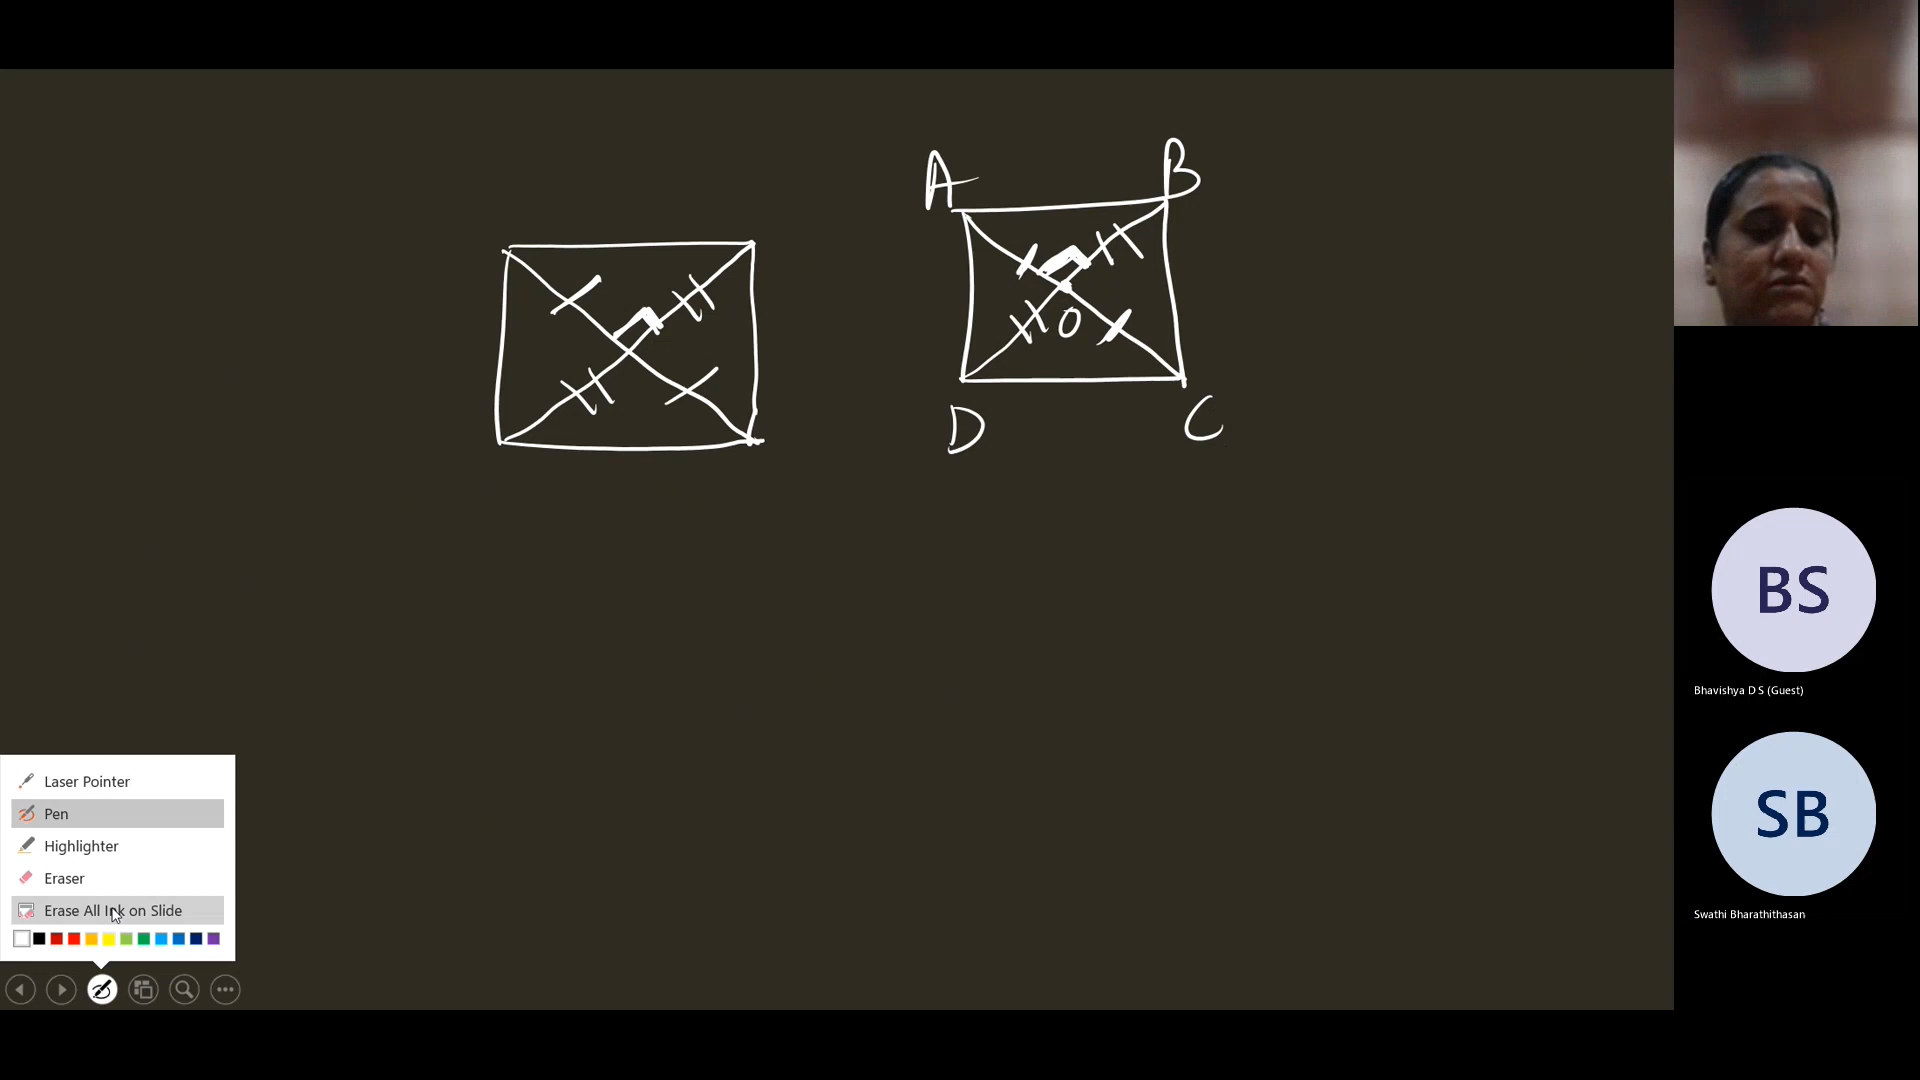 A
B
O
D
C
Laser Pointer
Pen
Highlighter
Eraser
Erase All Ink on Slide
BS
Bhavishya D S (Guest)
SB
Swathi Bharathithasan